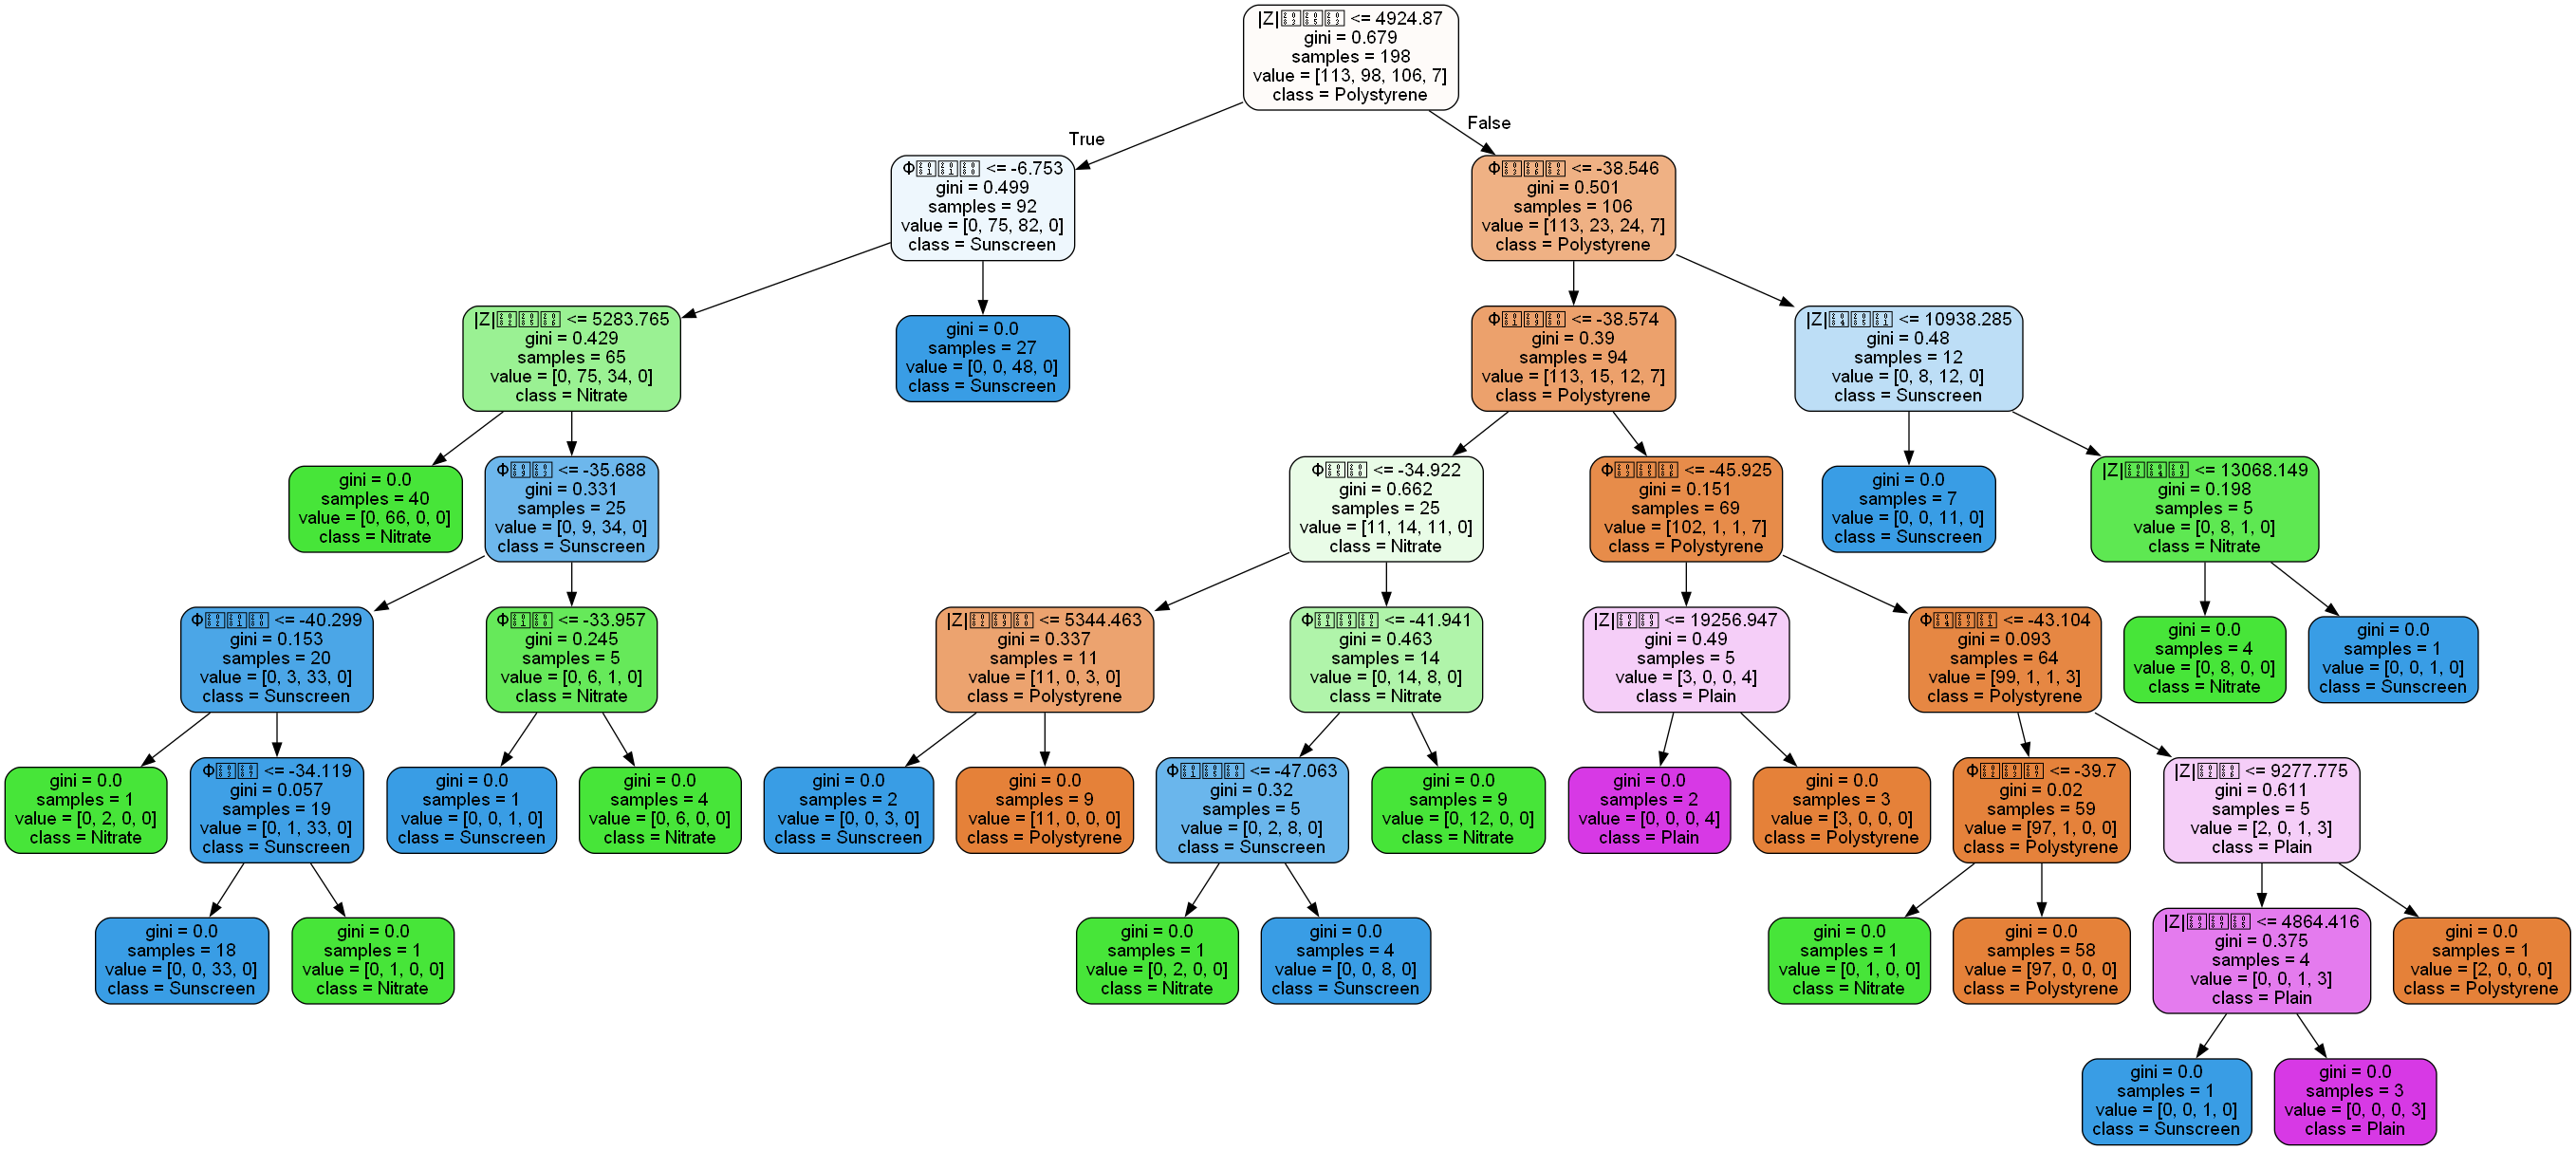 |Z| <= 4924.87
gini = 0.679
samples = 198
value = [113, 98, 106, 7]
class = Polystyrene
True
False
Φ <= -6.753
gini = 0.499
samples = 92
value = [0, 75, 82, 0]
class = Sunscreen
Φ <= -38.546
gini = 0.501
samples = 106
value = [113, 23, 24, 7]
class = Polystyrene
|Z| <= 5283.765
gini = 0.429
samples = 65
value = [0, 75, 34, 0]
class = Nitrate
gini = 0.0
samples = 27
value = [0, 0, 48, 0]
class = Sunscreen
Φ <= -38.574
gini = 0.39
samples = 94
value = [113, 15, 12, 7]
class = Polystyrene
|Z| <= 10938.285
gini = 0.48
samples = 12
value = [0, 8, 12, 0]
class = Sunscreen
gini = 0.0
samples = 40
value = [0, 66, 0, 0]
class = Nitrate
Φ <= -35.688
gini = 0.331
samples = 25
value = [0, 9, 34, 0]
class = Sunscreen
Φ <= -34.922
gini = 0.662
samples = 25
value = [11, 14, 11, 0]
class = Nitrate
Φ <= -45.925
gini = 0.151
samples = 69
value = [102, 1, 1, 7]
class = Polystyrene
gini = 0.0
samples = 7
value = [0, 0, 11, 0]
class = Sunscreen
|Z| <= 13068.149
gini = 0.198
samples = 5
value = [0, 8, 1, 0]
class = Nitrate
Φ <= -40.299
gini = 0.153
samples = 20
value = [0, 3, 33, 0]
class = Sunscreen
Φ <= -33.957
gini = 0.245
samples = 5
value = [0, 6, 1, 0]
class = Nitrate
|Z| <= 5344.463
gini = 0.337
samples = 11
value = [11, 0, 3, 0]
class = Polystyrene
Φ <= -41.941
gini = 0.463
samples = 14
value = [0, 14, 8, 0]
class = Nitrate
|Z| <= 19256.947
gini = 0.49
samples = 5
value = [3, 0, 0, 4]
class = Plain
Φ <= -43.104
gini = 0.093
samples = 64
value = [99, 1, 1, 3]
class = Polystyrene
gini = 0.0
samples = 4
value = [0, 8, 0, 0]
class = Nitrate
gini = 0.0
samples = 1
value = [0, 0, 1, 0]
class = Sunscreen
gini = 0.0
samples = 1
value = [0, 2, 0, 0]
class = Nitrate
Φ <= -34.119
gini = 0.057
samples = 19
value = [0, 1, 33, 0]
class = Sunscreen
gini = 0.0
samples = 1
value = [0, 0, 1, 0]
class = Sunscreen
gini = 0.0
samples = 4
value = [0, 6, 0, 0]
class = Nitrate
gini = 0.0
samples = 2
value = [0, 0, 3, 0]
class = Sunscreen
gini = 0.0
samples = 9
value = [11, 0, 0, 0]
class = Polystyrene
Φ <= -47.063
gini = 0.32
samples = 5
value = [0, 2, 8, 0]
class = Sunscreen
gini = 0.0
samples = 9
value = [0, 12, 0, 0]
class = Nitrate
gini = 0.0
samples = 2
value = [0, 0, 0, 4]
class = Plain
gini = 0.0
samples = 3
value = [3, 0, 0, 0]
class = Polystyrene
Φ <= -39.7
gini = 0.02
samples = 59
value = [97, 1, 0, 0]
class = Polystyrene
|Z| <= 9277.775
gini = 0.611
samples = 5
value = [2, 0, 1, 3]
class = Plain
gini = 0.0
samples = 18
value = [0, 0, 33, 0]
class = Sunscreen
gini = 0.0
samples = 1
value = [0, 1, 0, 0]
class = Nitrate
gini = 0.0
samples = 1
value = [0, 2, 0, 0]
class = Nitrate
gini = 0.0
samples = 4
value = [0, 0, 8, 0]
class = Sunscreen
gini = 0.0
samples = 1
value = [0, 1, 0, 0]
class = Nitrate
gini = 0.0
samples = 58
value = [97, 0, 0, 0]
class = Polystyrene
|Z| <= 4864.416
gini = 0.375
samples = 4
value = [0, 0, 1, 3]
class = Plain
gini = 0.0
samples = 1
value = [2, 0, 0, 0]
class = Polystyrene
gini = 0.0
samples = 1
value = [0, 0, 1, 0]
class = Sunscreen
gini = 0.0
samples = 3
value = [0, 0, 0, 3]
class = Plain